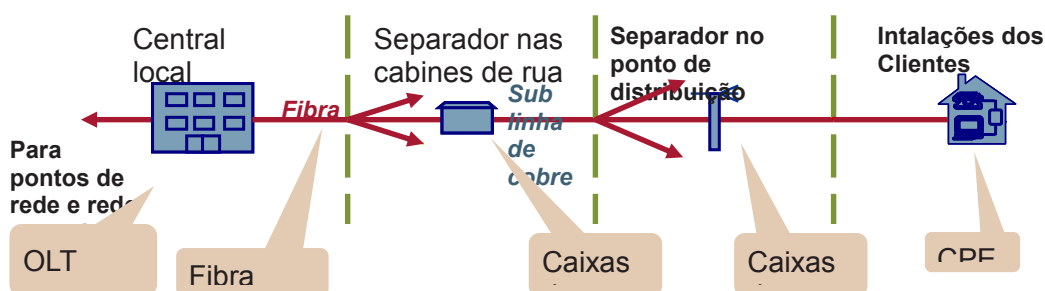 Central
local
Separador nas
cabines de rua
Separador no
ponto de
distribuição
Intalações dos
Clientes
Fibra
Sub
linha
de
cobre
Para
pontos de
rede e rede
OLT
Fibra
Caixas
Caixas
CPE